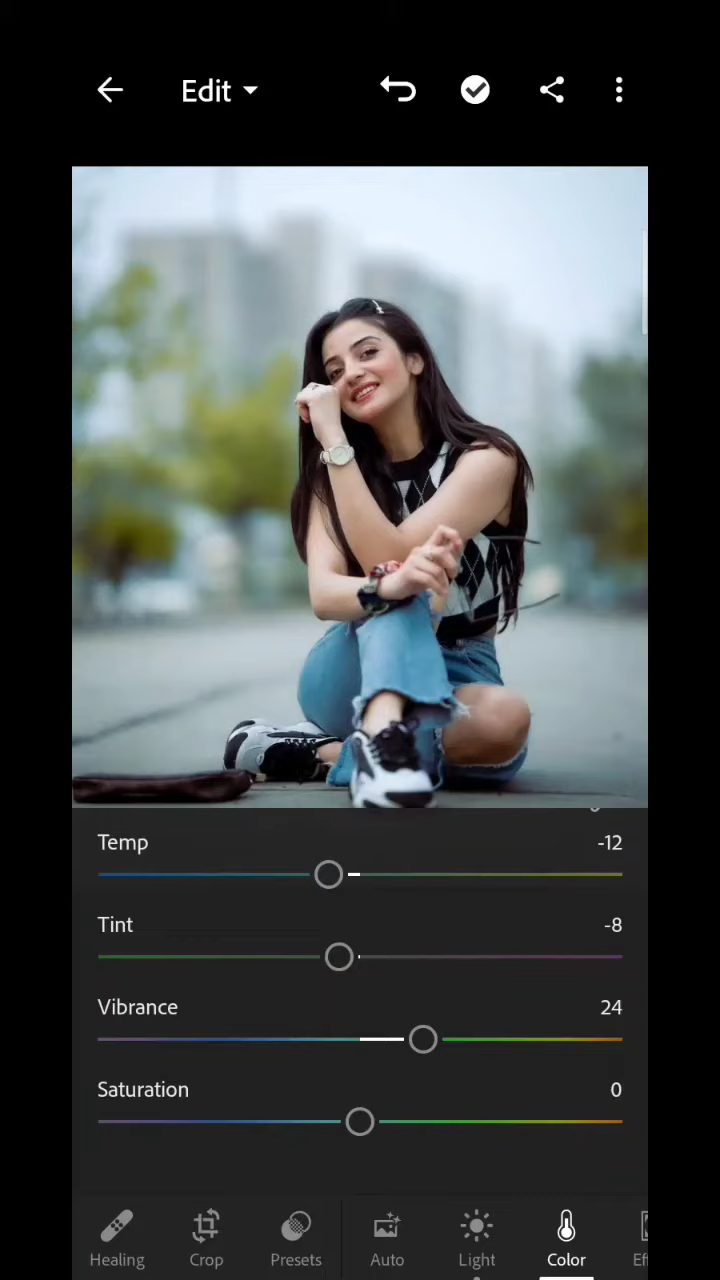 Edit
Temp -12
Tint -8
Vibrance 24
Saturation 0
Healing Crop Presets Auto Light Color